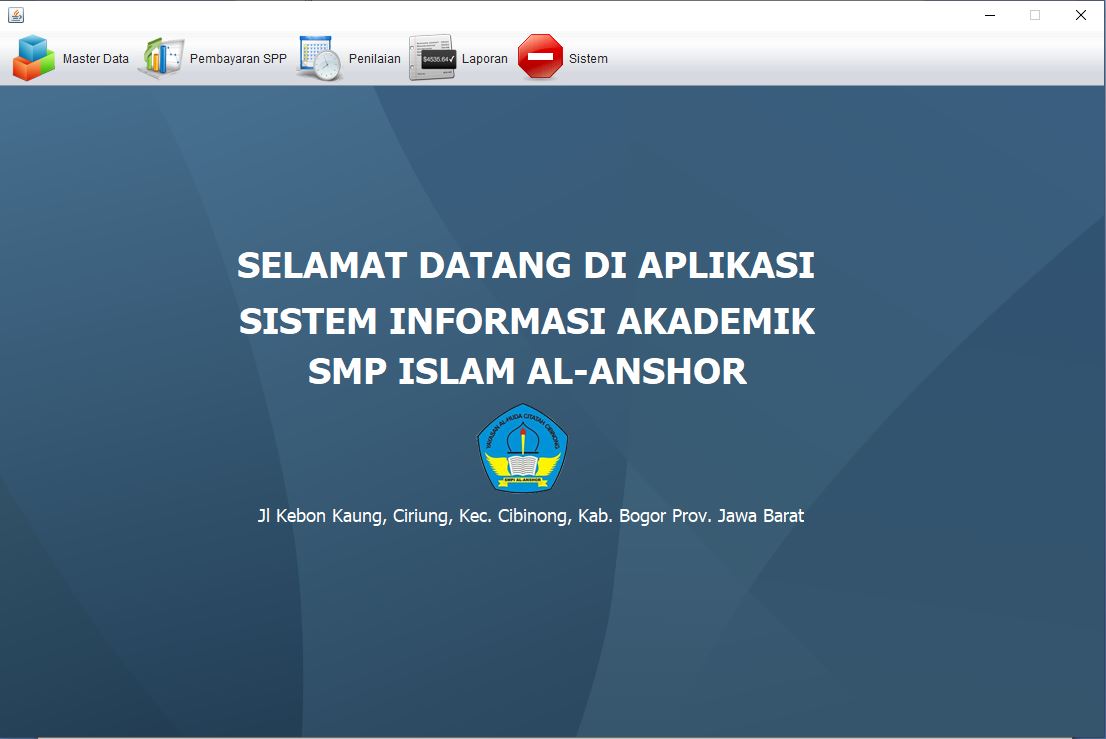 Master Data
Pembayaran SPP
Penilaian
$4535.64✓
Laporan
Sistem
SELAMAT DATANG DI APLIKASI
SISTEM INFORMASI AKADEMIK
SMP ISLAM AL-ANSHOR
YAYASAN AL-HUDA CITATAH CIBINONG
SMPI AL-ANSHOR
Jl Kebon Kaung, Ciriung, Kec. Cibinong, Kab. Bogor Prov. Jawa Barat